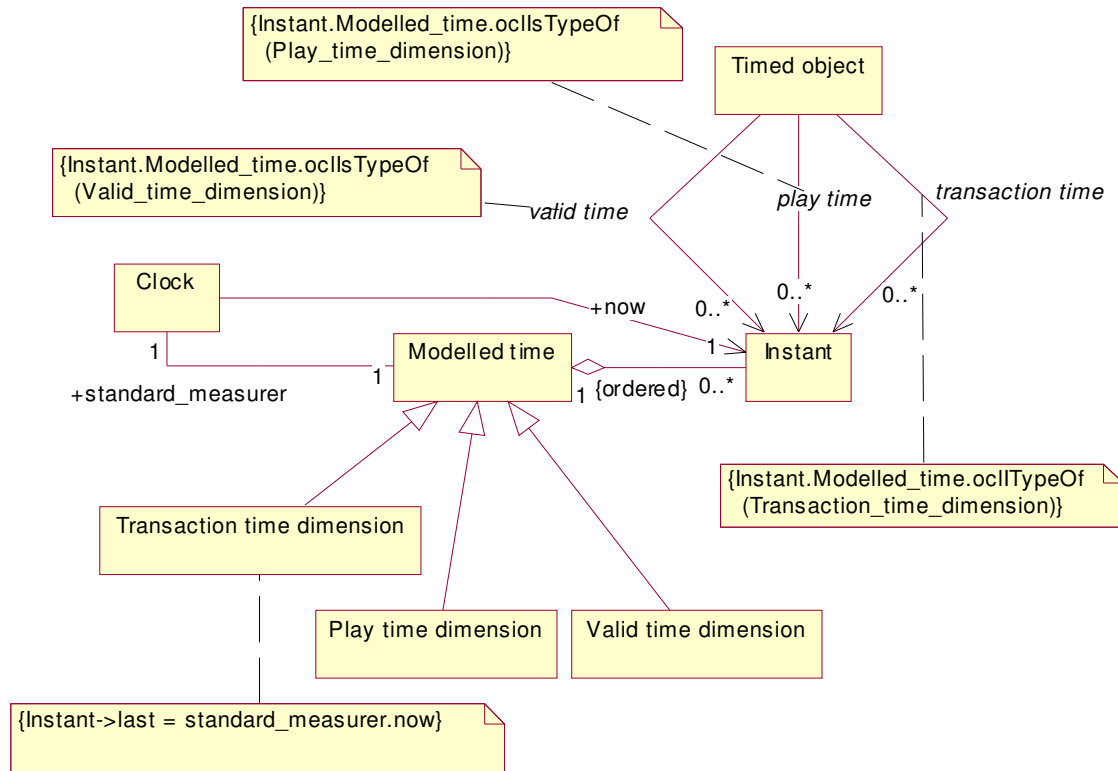 {Instant.Modelled_time.oclIsTypeOf
(Play_time_dimension)}
Timed object
{Instant.Modelled_time.oclIsTypeOf
(Valid_time_dimension)}
valid time
play time
transaction time
Clock
+now
0..*
0..*
0..*
1
+standard_measurer
1
Modelled time
1
{ordered}
0..*
1
Instant
{Instant.Modelled_time.oclITypeOf
(Transaction_time_dimension)}
Transaction time dimension
Play time dimension
Valid time dimension
{Instant->last = standard_measurer.now}